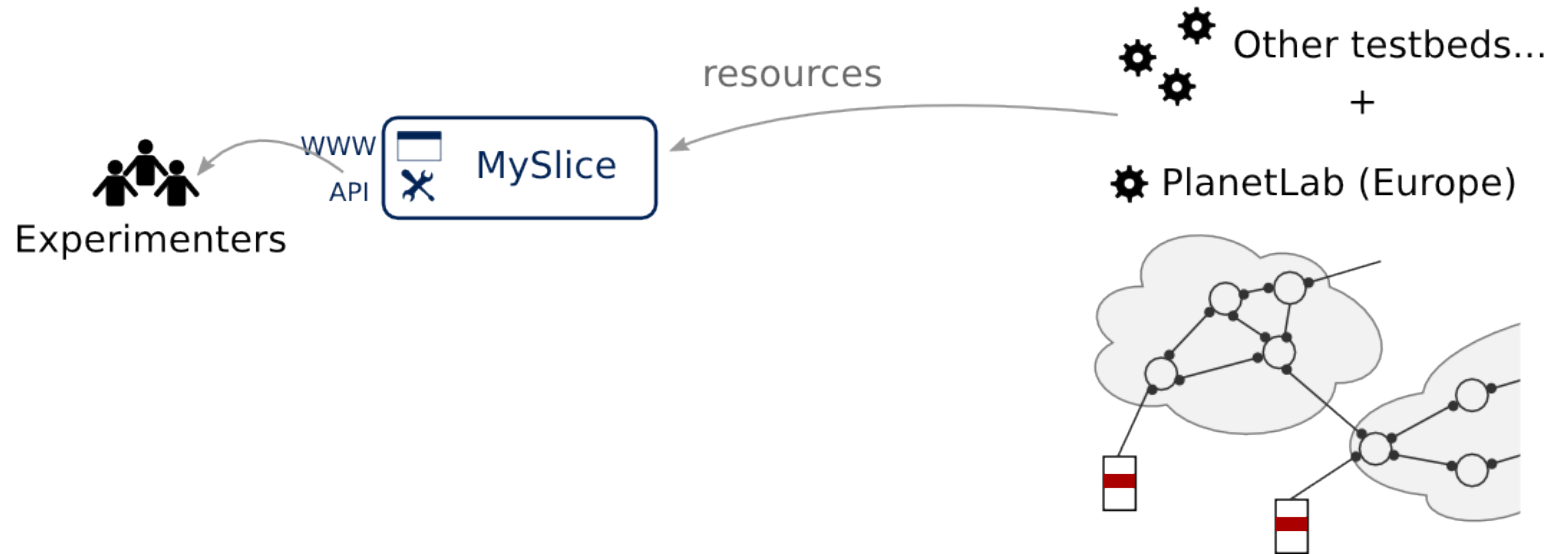 Other testbeds...
+
resources
WWW
API
MySlice
PlanetLab (Europe)
Experimenters